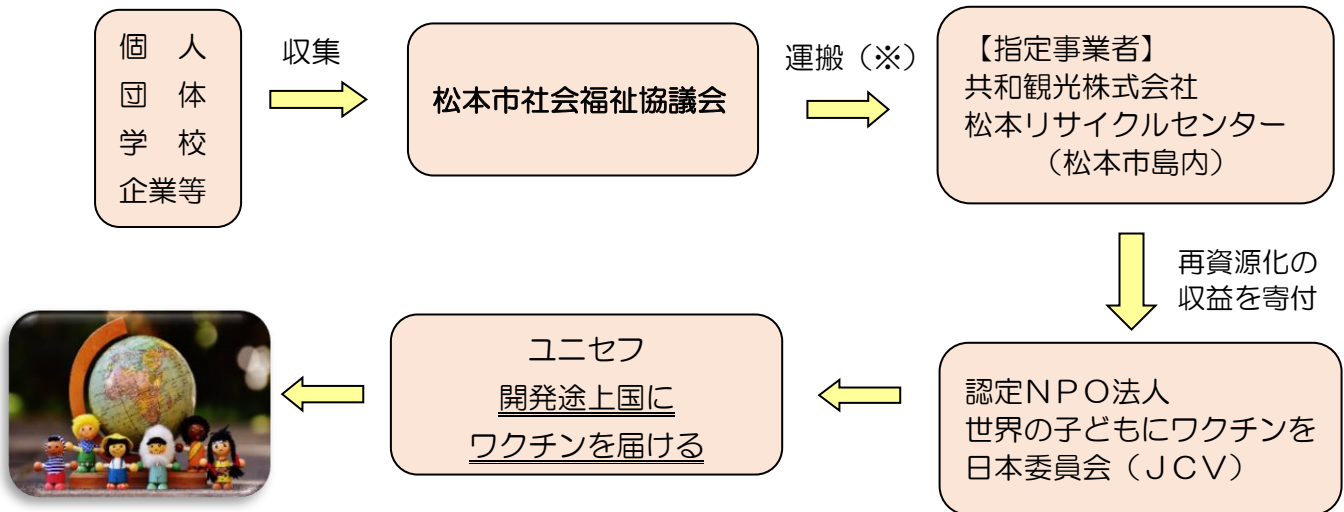 個　人
団　体
学　校
企業等
収集
松本市社会福祉協議会
運搬（※）
【指定事業者】
共和観光株式会社
松本リサイクルセンター
（松本市島内）
再資源化の
収益を寄付
認定ＮＰＯ法人
世界の子どもにワクチンを
日本委員会（ＪＣＶ）
ユニセフ
開発途上国に
ワクチンを届ける